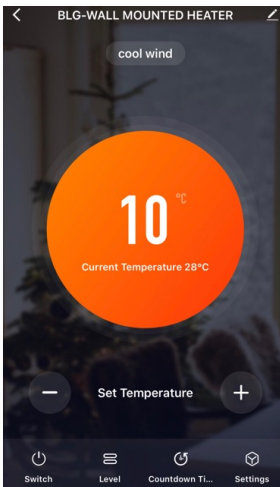 BLG-WALL MOUNTED HEATER
cool wind
10 °C
Current Temperature 28°C
Set Temperature
Switch Level Countdown Ti... Settings